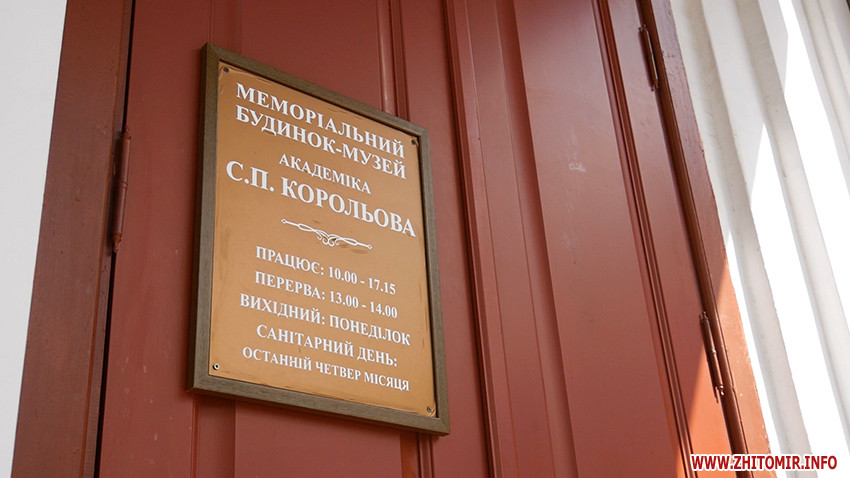 МЕМОРІАЛЬНИЙ
БУДИНОК-МУЗЕЙ
АКАДЕМІКА
С.П. КОРОЛЬОВА
ПРАЦЮЄ: 10.00 - 17.15
ПЕРЕРВА: 13.00 - 14.00
ВИХІДНИЙ: ПОНЕДІЛОК
САНІТАРНИЙ ДЕНЬ:
ОСТАННІЙ ЧЕТВЕР МІСЯЦЯ
WWW.ZHITOMIR.INFO